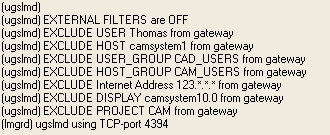 (ugslmd)
(ugslmd) EXTERNAL FILTERS are OFF
(ugslmd) EXCLUDE USER Thomas from gateway
(ugslmd) EXCLUDE HOST camsystem1 from gateway
(ugslmd) EXCLUDE USER_GROUP CAD_USERS from gateway
(ugslmd) EXCLUDE HOST_GROUP CAM_USERS from gateway
(ugslmd) EXCLUDE Internet Address 123.*.*.* from gateway
(ugslmd) EXCLUDE DISPLAY camsystem10.0 from gateway
(ugslmd) EXCLUDE PROJECT CAM from gateway
(lmgrd) ugslmd using TCP-port 4394